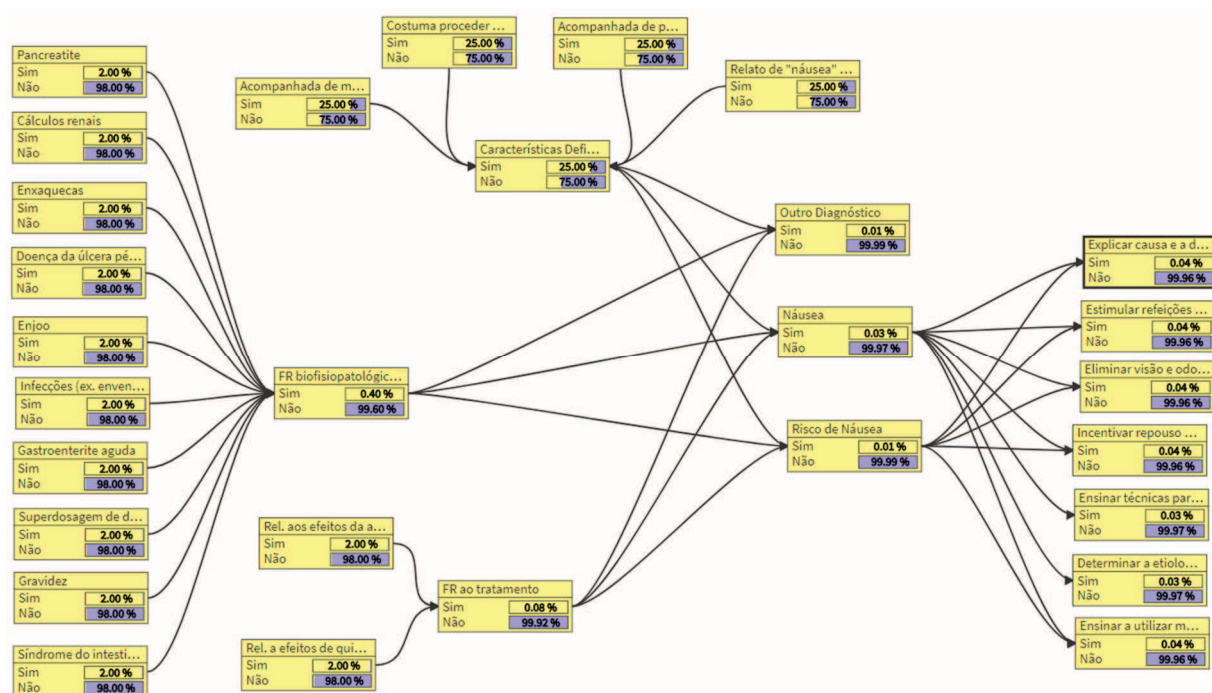 Pancreatite
Sim 2.00 %
Não 98.00 %
Cálculos renais
Sim 2.00 %
Não 98.00 %
Enxaquecas
Sim 2.00 %
Não 98.00 %
Doença da úlcera pé...
Sim 2.00 %
Não 98.00 %
Enjoo
Sim 2.00 %
Não 98.00 %
Infecções (ex. enven...
Sim 2.00 %
Não 98.00 %
Gastroenterite aguda
Sim 2.00 %
Não 98.00 %
Superdosagem de d...
Sim 2.00 %
Não 98.00 %
Gravidez
Sim 2.00 %
Não 98.00 %
Síndrome do intesti...
Sim 2.00 %
Não 98.00 %
Acompanhada de m...
Sim 25.00 %
Não 75.00 %
Costuma proceder ...
Sim 25.00 %
Não 75.00 %
Acompanhada de p...
Sim 25.00 %
Não 75.00 %
Relato de "náusea" ...
Sim 25.00 %
Não 75.00 %
Características Defi...
Sim 25.00 %
Não 75.00 %
FR biofisiopatológic...
Sim 0.40 %
Não 99.60 %
Rel. aos efeitos da a...
Sim 2.00 %
Não 98.00 %
Rel. a efeitos de qui...
Sim 2.00 %
Não 98.00 %
FR ao tratamento
Sim 0.08 %
Não 99.92 %
Outro Diagnóstico
Sim 0.01 %
Não 99.99 %
Náusea
Sim 0.03 %
Não 99.97 %
Risco de Náusea
Sim 0.01 %
Não 99.99 %
Explicar causa e a d...
Sim 0.04 %
Não 99.96 %
Estimular refeições ...
Sim 0.04 %
Não 99.96 %
Eliminar visão e odo...
Sim 0.04 %
Não 99.96 %
Incentivar repouso ...
Sim 0.04 %
Não 99.96 %
Ensinar técnicas par...
Sim 0.03 %
Não 99.97 %
Determinar a etiolo...
Sim 0.03 %
Não 99.97 %
Ensinar a utilizar m...
Sim 0.04 %
Não 99.96 %